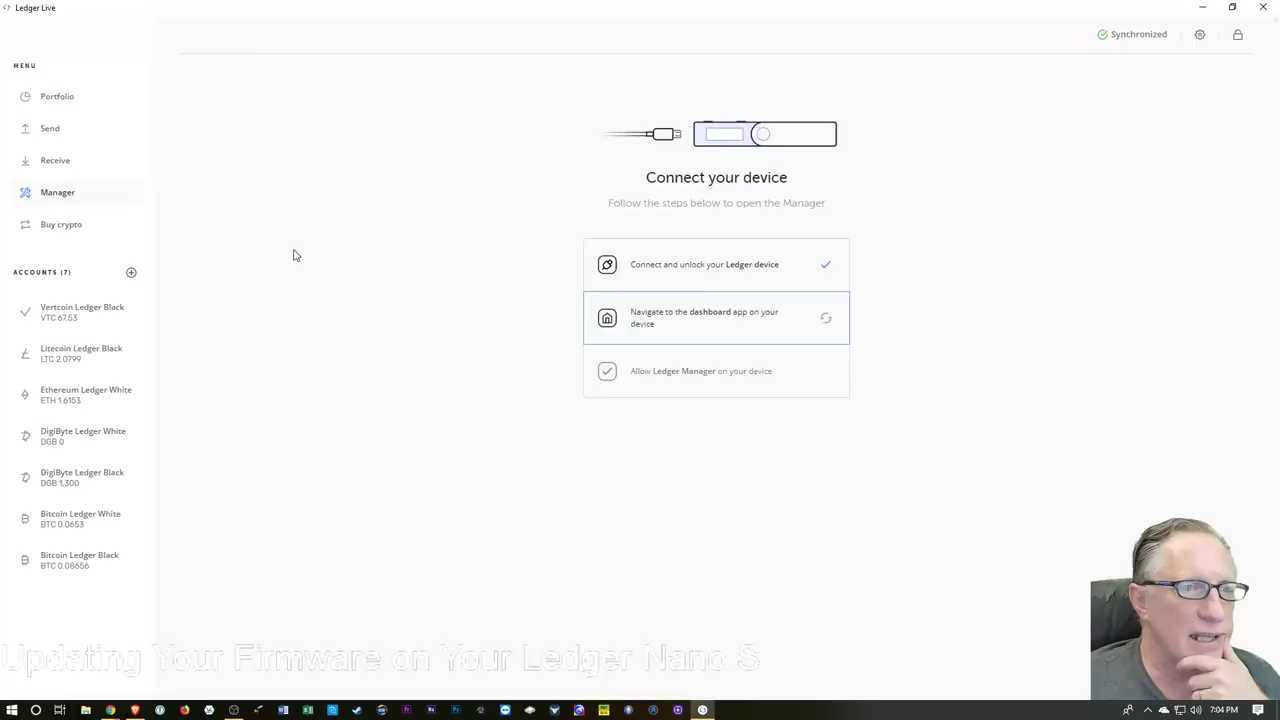 Ledger Live
Synchronized
MENU
Portfolio
Send
Receive
Manager
Buy crypto
ACCOUNTS (7)
Vertcoin Ledger Black
VTC 67.53
Litecoin Ledger Black
LTC 2.0799
Ethereum Ledger White
ETH 1.6153
DigiByte Ledger White
DGB 0
DigiByte Ledger Black
DGB 1,300
Bitcoin Ledger White
BTC 0.0653
Bitcoin Ledger Black
BTC 0.08656
Connect your device
Follow the steps below to open the Manager
Connect and unlock your Ledger device
Navigate to the dashboard app on your
device
Allow Ledger Manager on your device
Updating Your Firmware on Your Ledger Nano S
7:04 PM